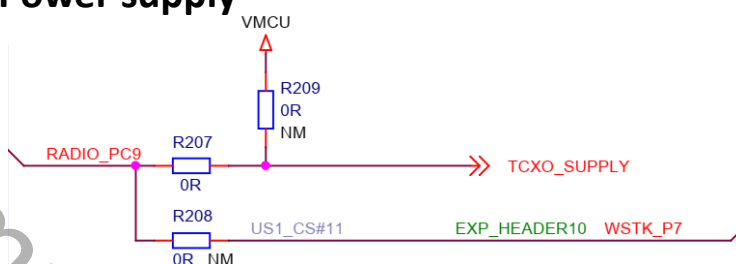 Power supply
VMCU
R209
0R
NM
RADIO_PC9
R207
0R
TCXO_SUPPLY
R208
0R NM
US1_CS#11
EXP_HEADER10
WSTK_P7